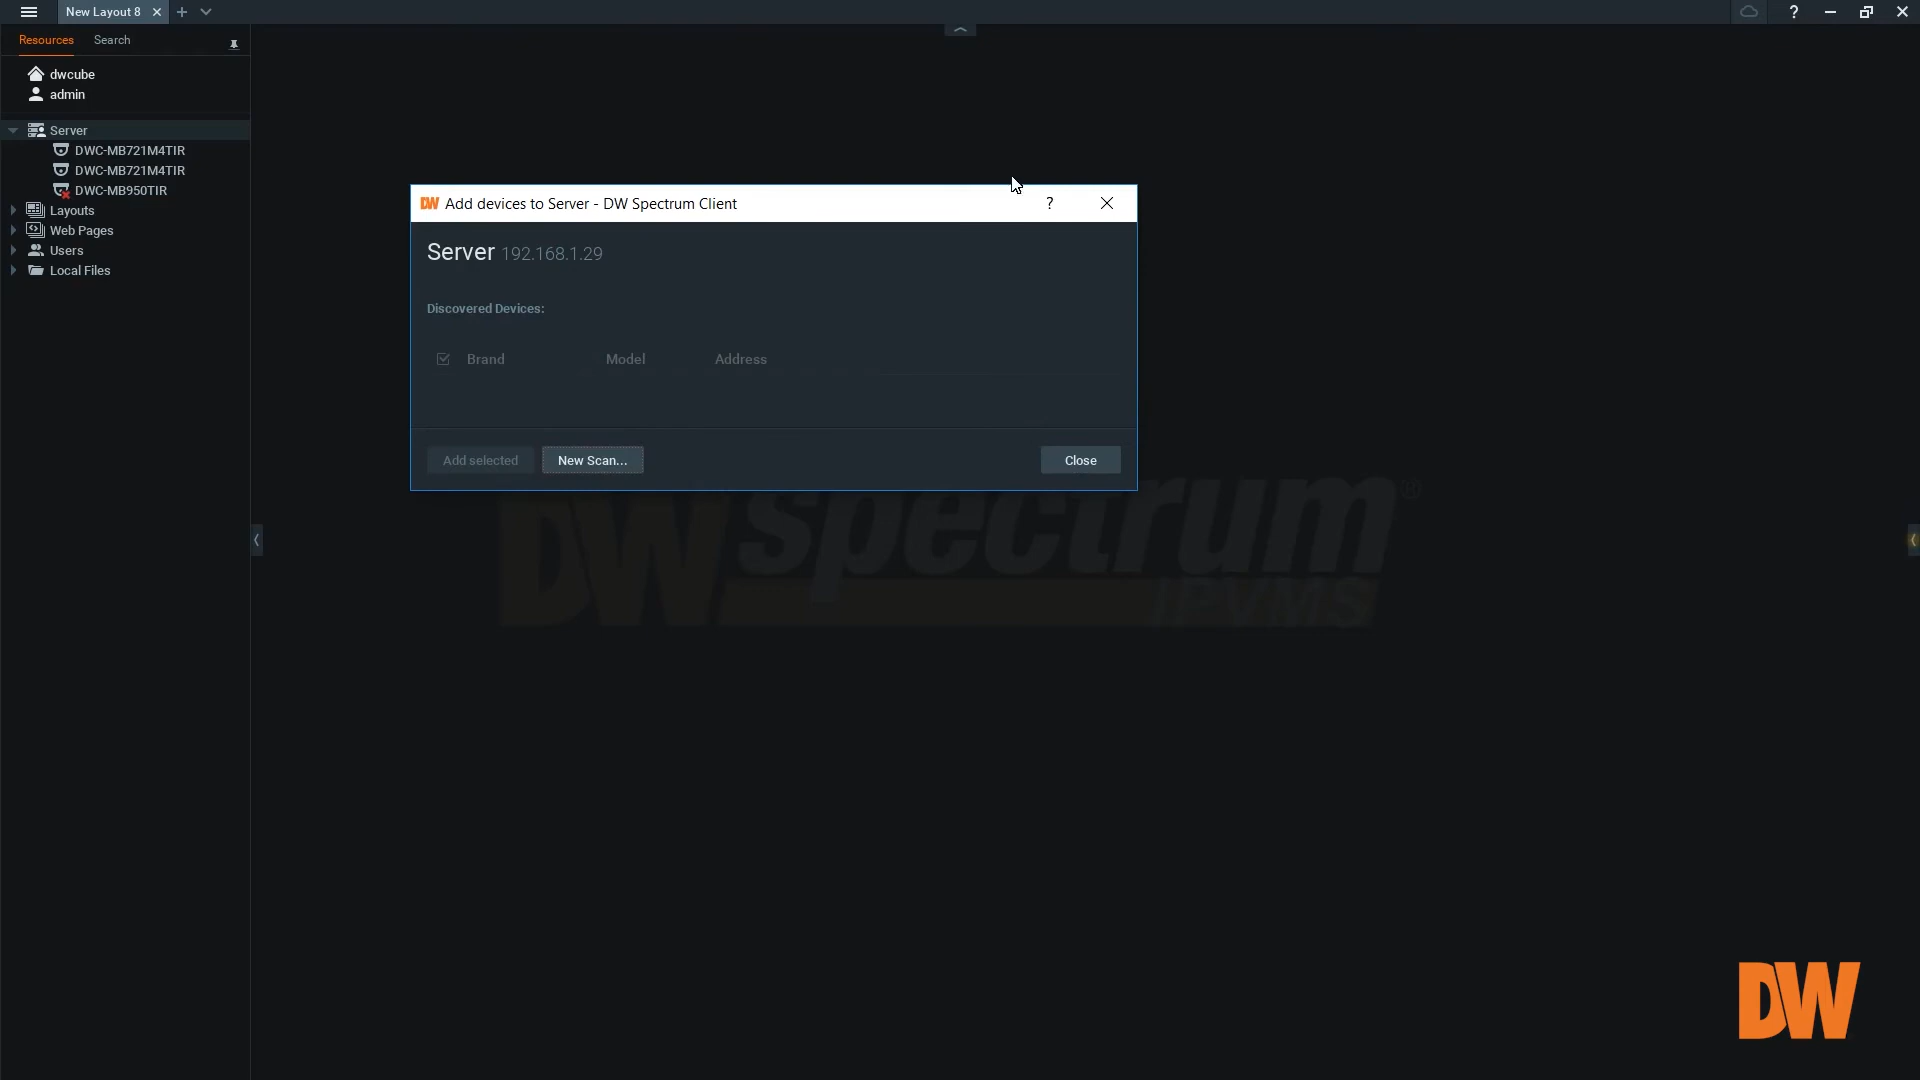 New Layout 8
?
Resources
Search
dwcube
admin
Server
DWC-MB721M4TIR
DWC-MB721M4TIR
DWC-MB950TIR
Layouts
Web Pages
Users
Local Files
DW Add devices to Server - DW Spectrum Client
?
Server 192.168.1.29
Discovered Devices:
Brand Model Address
Add selected
New Scan...
Close
DW spectrum®
IPVMS
DW